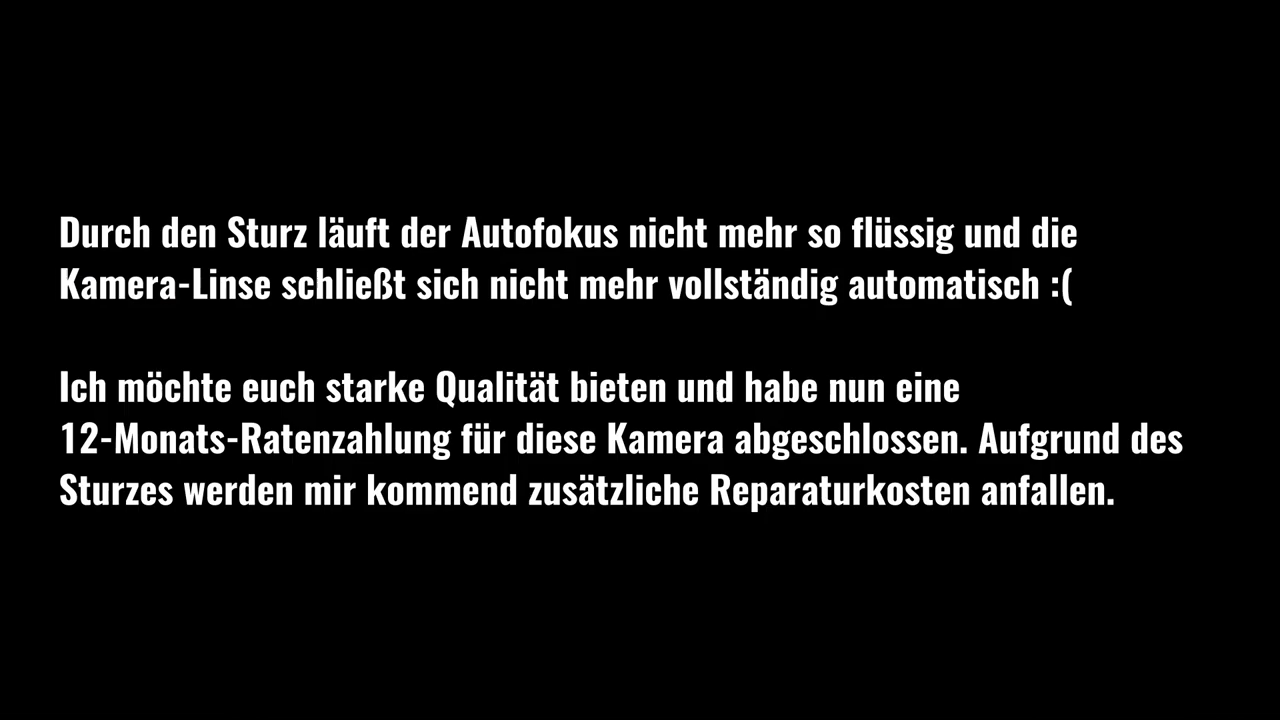 Durch den Sturz läuft der Autofokus nicht mehr so flüssig und die
Kamera-Linse schließt sich nicht mehr vollständig automatisch :(
Ich möchte euch starke Qualität bieten und habe nun eine
12-Monats-Ratenzahlung für diese Kamera abgeschlossen. Aufgrund des
Sturzes werden mir kommend zusätzliche Reparaturkosten anfallen.